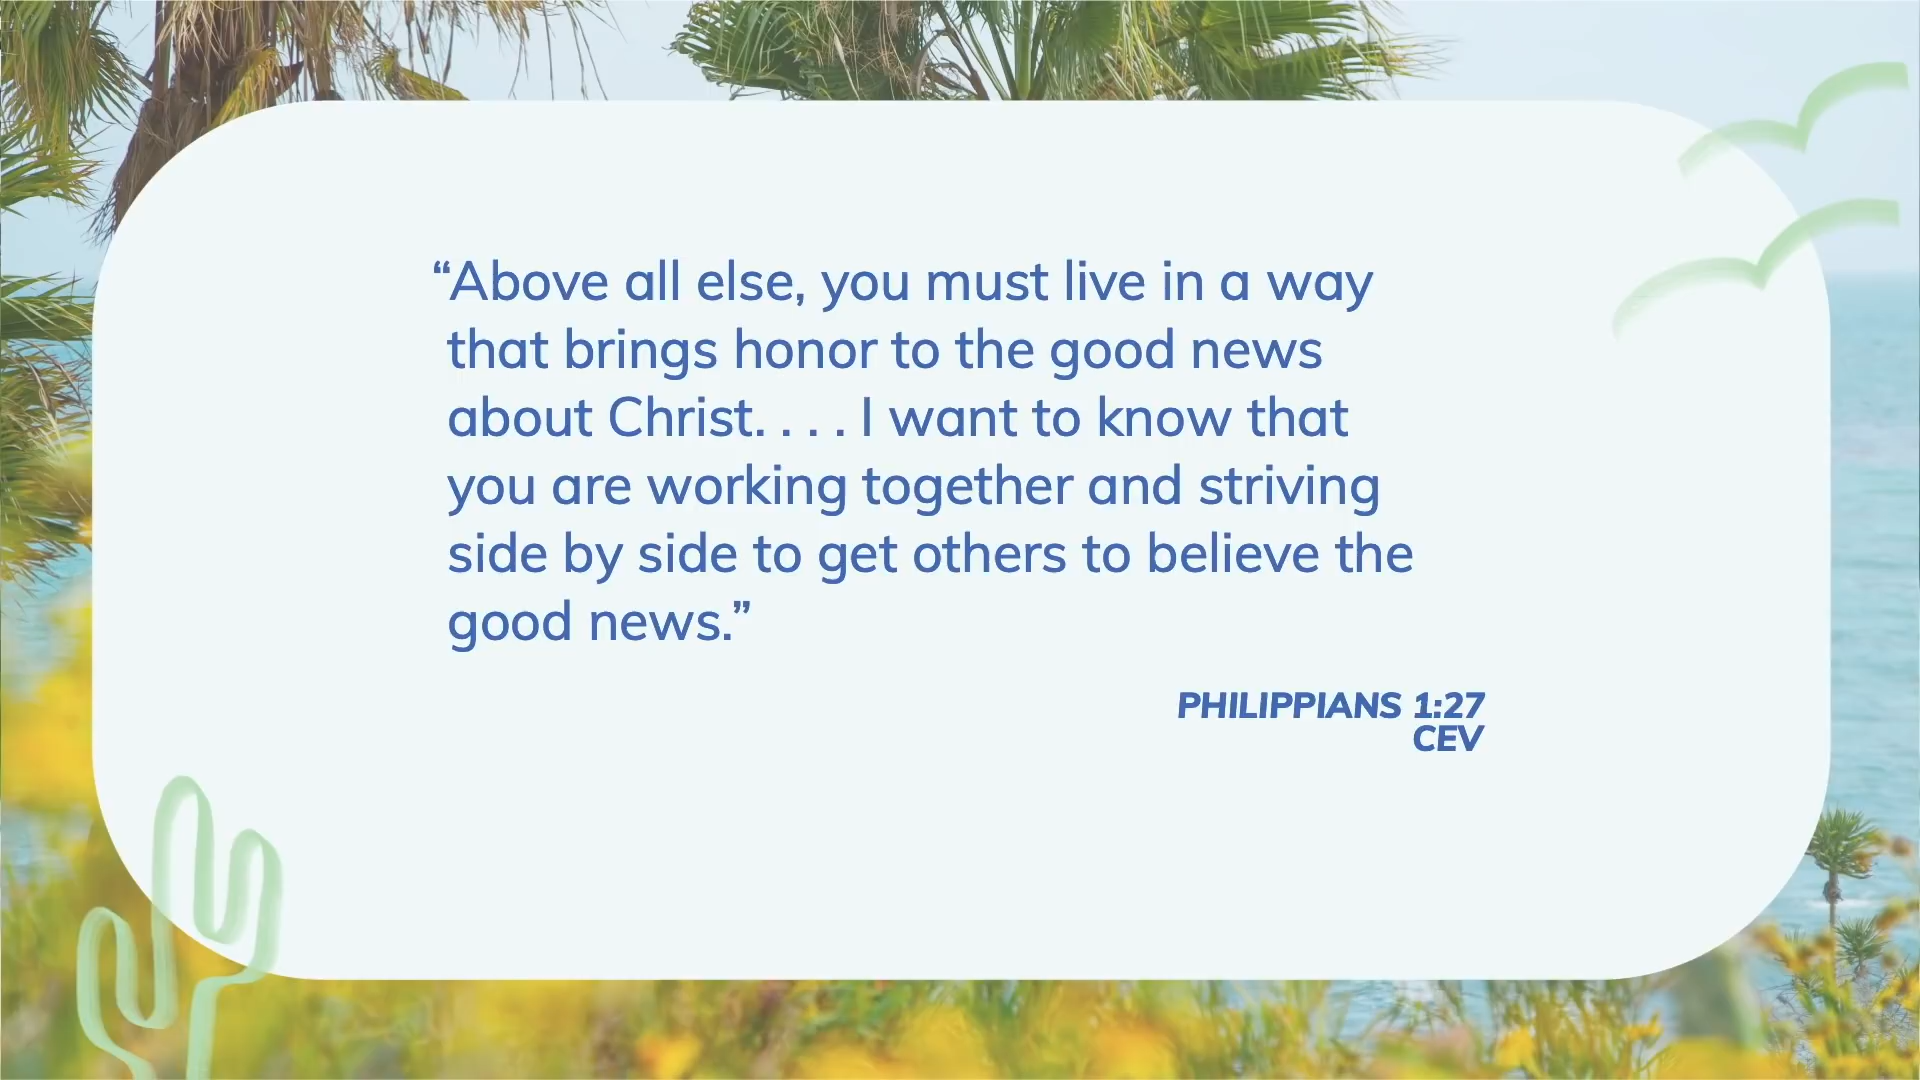 “Above all else, you must live in a way
that brings honor to the good news
about Christ. . . . I want to know that
you are working together and striving
side by side to get others to believe the
good news.”
PHILIPPIANS 1:27
CEV